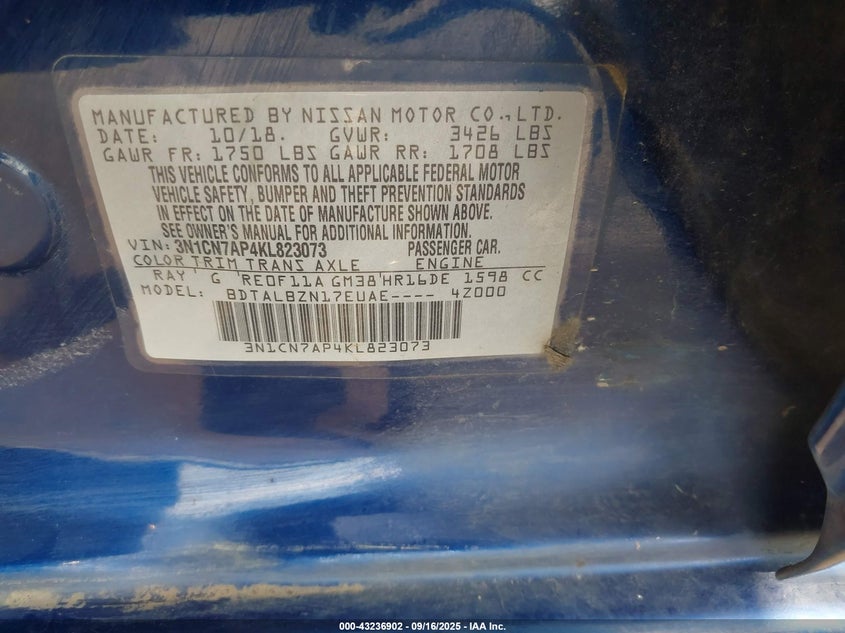 MANUFACTURED BY NISSAN MOTOR CO., LTD.
DATE: 10/18. GVWR: 3426 LBS
GAWR FR: 1750 LBS GAWR RR: 1708 LBS
THIS VEHICLE CONFORMS TO ALL APPLICABLE FEDERAL MOTOR
VEHICLE SAFETY, BUMPER AND THEFT PREVENTION STANDARDS
IN EFFECT ON THE DATE OF MANUFACTURE SHOWN ABOVE.
SEE OWNER'S MANUAL FOR ADDITIONAL INFORMATION.
VIN: 3N1CN7AP4KL823073 PASSENGER CAR.
COLOR TRIM TRANS AXLE ENGINE
RAY G RE0F11A GM38 HR16DE 1598 CC
MODEL: BDTALBZN17EUAE---- 4Z000
3N1CN7AP4KL823073
000-43236902 - 09/16/2025 - IAA Inc.